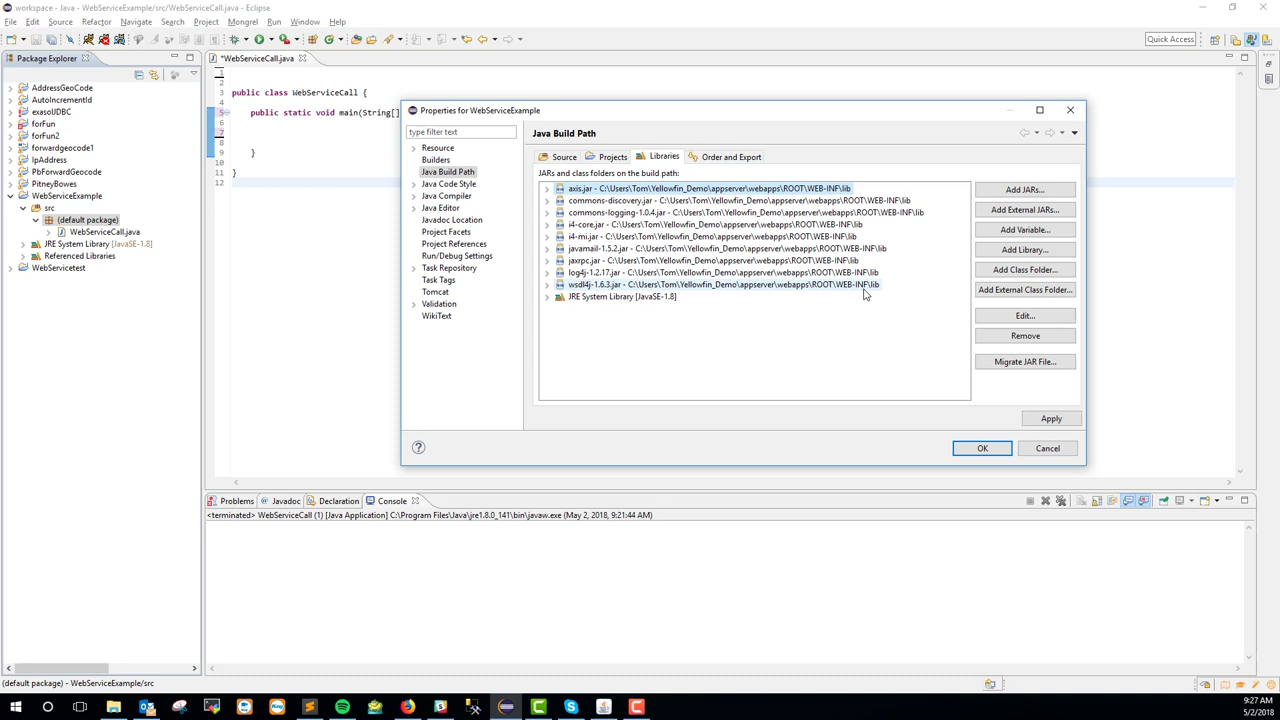 workspace - Java - WebServiceExample/src/WebServiceCall.java - Eclipse
File Edit Source Refactor Navigate Search Project Mongrel Run Window Help
Quick Access
Package Explorer
*WebServiceCall.java
AddressGeoCode
AutoIncrementId
exasolJDBC
forFun
forFun2
forwardgeocode1
IpAddress
PbForwardGeocode
PitneyBowes
WebServiceExample
src
(default package)
WebServiceCall.java
JRE System Library [JavaSE-1.8]
Referenced Libraries
WebServicetest
1
2
3 public class WebServiceCall {
4
5 public static void main(String[]
6
7
8
9 }
10
11 }
12
Properties for WebServiceExample
type filter text
Resource
Builders
Java Build Path
Java Code Style
Java Compiler
Java Editor
Javadoc Location
Project Facets
Project References
Run/Debug Settings
Task Repository
Task Tags
Tomcat
Validation
WikiText
Java Build Path
Source Projects Libraries Order and Export
JARs and class folders on the build path:
axis.jar - C:\Users\Tom\Yellowfin_Demo\appserver\webapps\ROOT\WEB-INF\lib
commons-discovery.jar - C:\Users\Tom\Yellowfin_Demo\appserver\webapps\ROOT\WEB-INF\lib
commons-logging-1.0.4.jar - C:\Users\Tom\Yellowfin_Demo\appserver\webapps\ROOT\WEB-INF\lib
i4-core.jar - C:\Users\Tom\Yellowfin_Demo\appserver\webapps\ROOT\WEB-INF\lib
i4-mi.jar - C:\Users\Tom\Yellowfin_Demo\appserver\webapps\ROOT\WEB-INF\lib
javamail-1.5.2.jar - C:\Users\Tom\Yellowfin_Demo\appserver\webapps\ROOT\WEB-INF\lib
jaxrpc.jar - C:\Users\Tom\Yellowfin_Demo\appserver\webapps\ROOT\WEB-INF\lib
log4j-1.2.17.jar - C:\Users\Tom\Yellowfin_Demo\appserver\webapps\ROOT\WEB-INF\lib
wsdl4j-1.6.3.jar - C:\Users\Tom\Yellowfin_Demo\appserver\webapps\ROOT\WEB-INF\lib
JRE System Library [JavaSE-1.8]
Add JARs...
Add External JARs...
Add Variable...
Add Library...
Add Class Folder...
Add External Class Folder...
Edit...
Remove
Migrate JAR File...
Apply
OK Cancel
Problems Javadoc Declaration Console
<terminated> WebServiceCall (1) [Java Application] C:\Program Files\Java\jre1.8.0_141\bin\javaw.exe (May 2, 2018, 9:21:44 AM)
(default package) - WebServiceExample/src
9:27 AM
5/2/2018